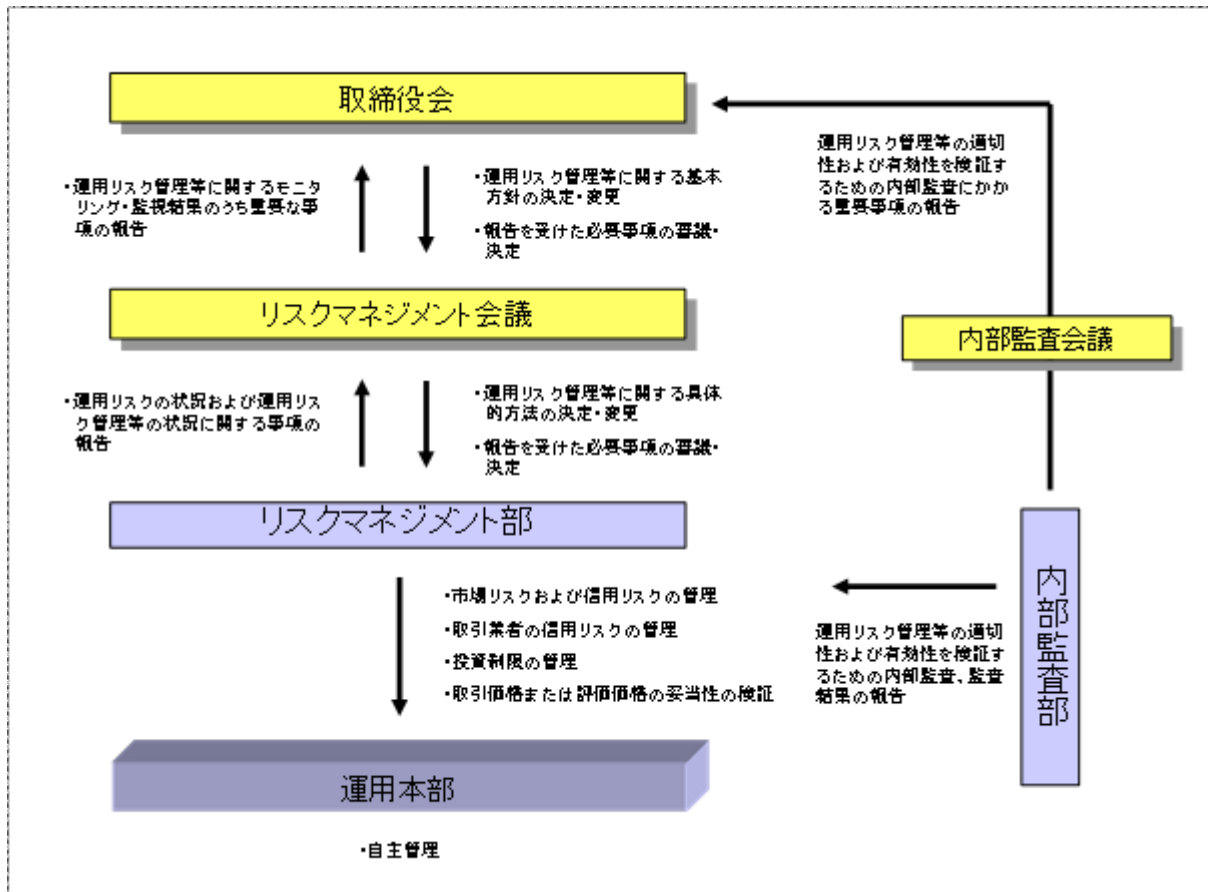 取締役会
・運用リスク管理等に関するモニ
タリング・監視結果のうち重要な事
項の報告
・運用リスク管理等に関する基本
方針の決定・変更
・報告を受けた必要事項の審議・
決定
運用リスク管理等の適切
性および有効性を検証す
るための内部監査にかか
る重要事項の報告
リスクマネジメント会議
内部監査会議
・運用リスクの状況および運用リス
ク管理等の状況に関する事項の
報告
・運用リスク管理等に関する具体
的方法の決定・変更
・報告を受けた必要事項の審議・
決定
リスクマネジメント部
内部監査部
・市場リスクおよび信用リスクの管理
・取引業者の信用リスクの管理
・投資制限の管理
・取引価格または評価価格の妥当性の検証
運用リスク管理等の適切
性および有効性を検証す
るための内部監査、監査
結果の報告
運用本部
・自主管理